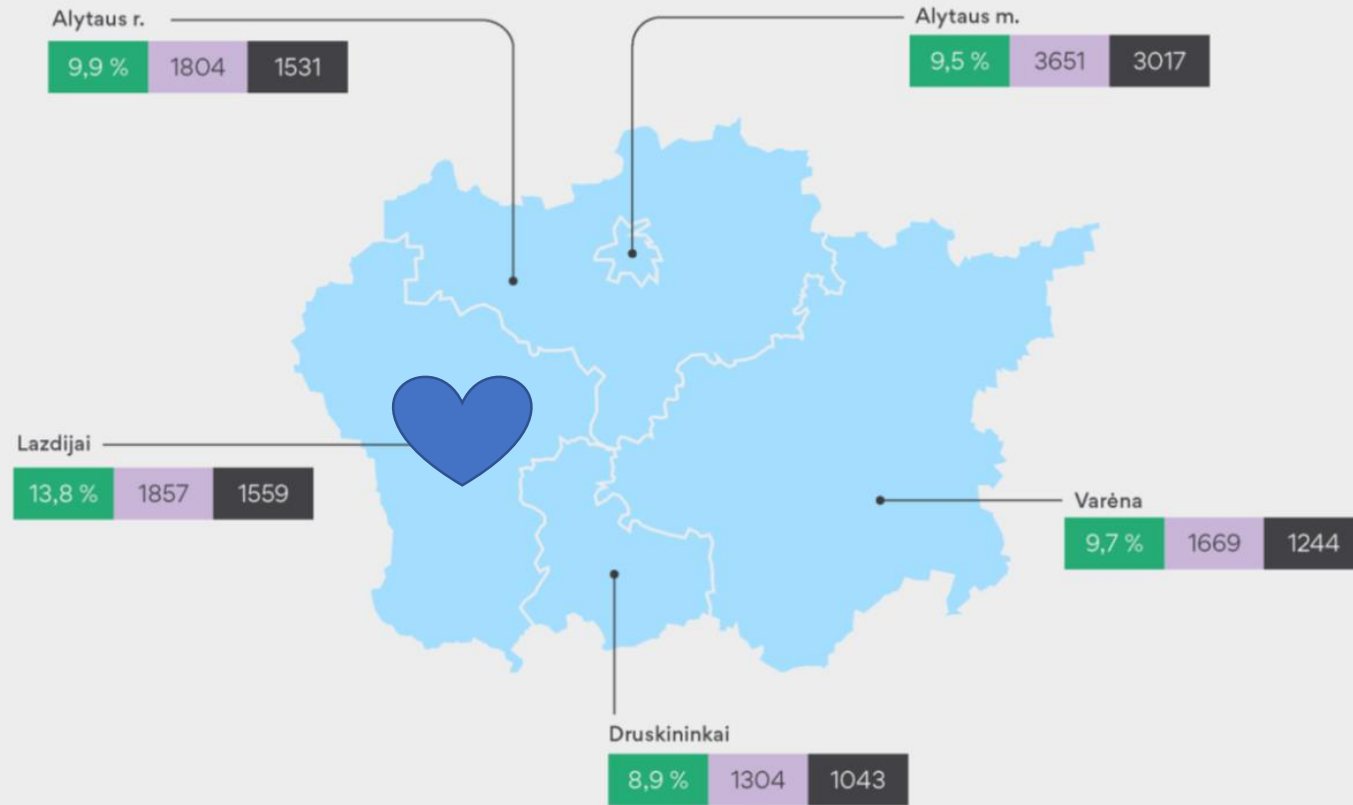 Alytaus r.
9,9 % 1804 1531
Alytaus m.
9,5 % 3651 3017
Lazdijai
13,8 % 1857 1559
Varėna
9,7 % 1669 1244
Druskininkai
8,9 % 1304 1043